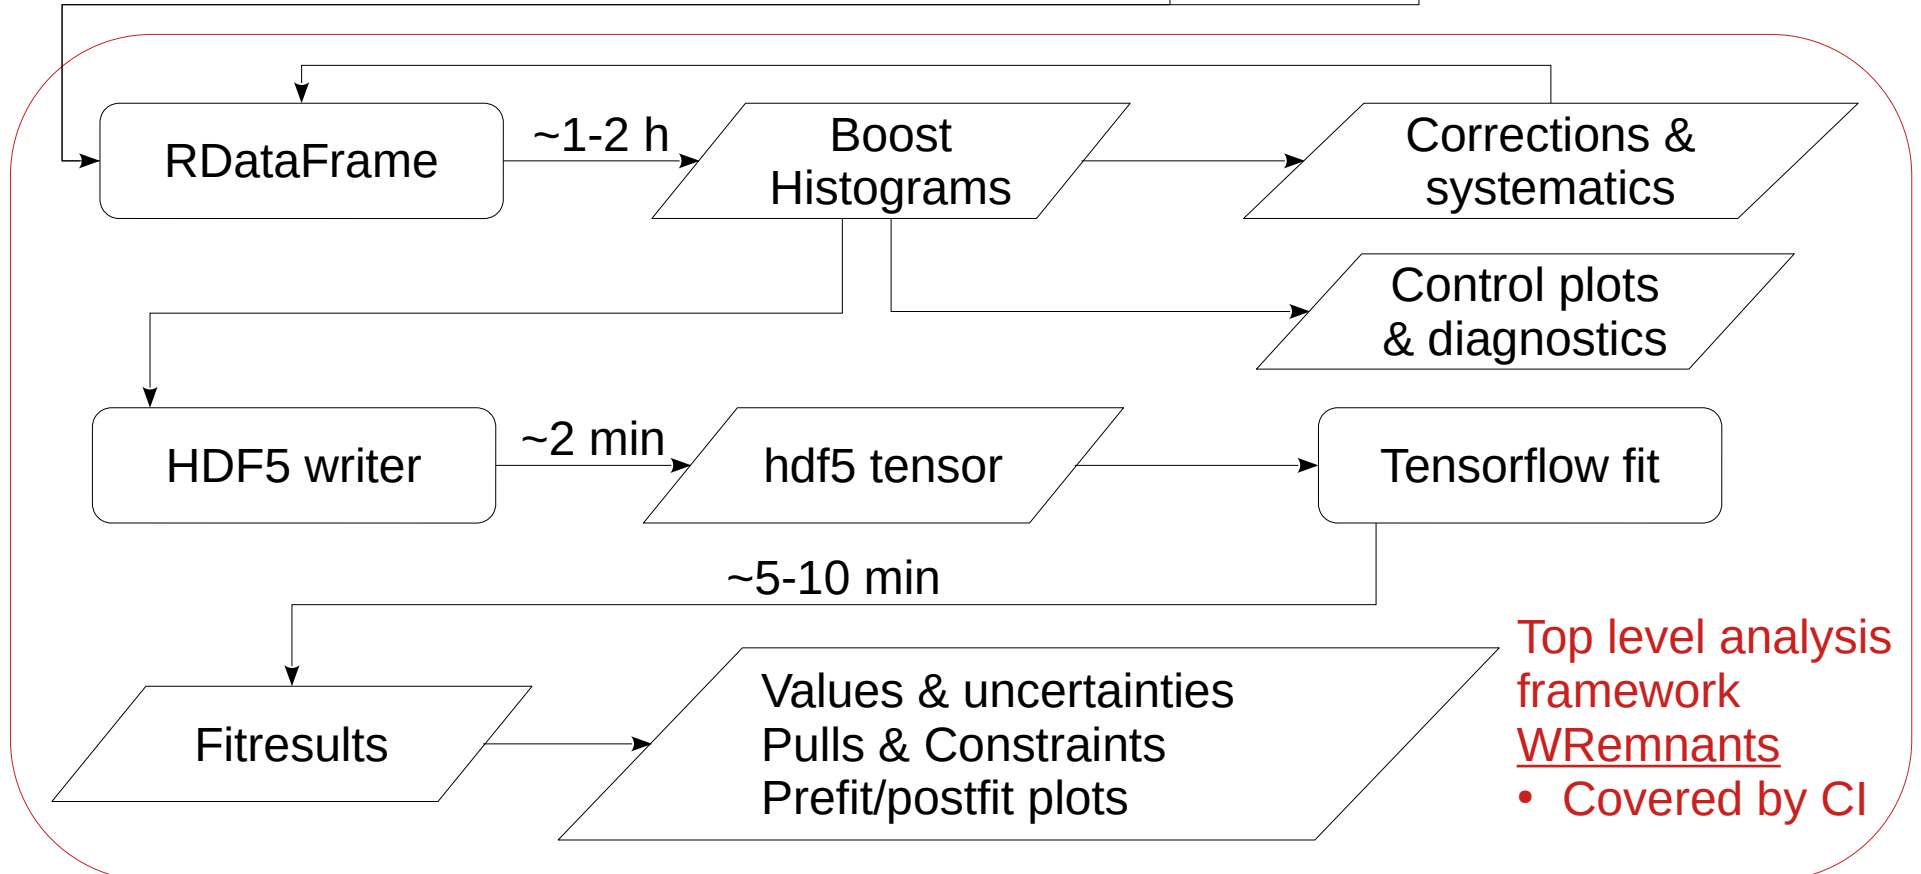 RDataFrame
~1-2 h
Boost
Histograms
Corrections &
systematics
Control plots
& diagnostics
HDF5 writer
~2 min
hdf5 tensor
Tensorflow fit
~5-10 min
Fitresults
Values & uncertainties
Pulls & Constraints
Prefit/postfit plots
Top level analysis
framework
WRemnants
• Covered by CI